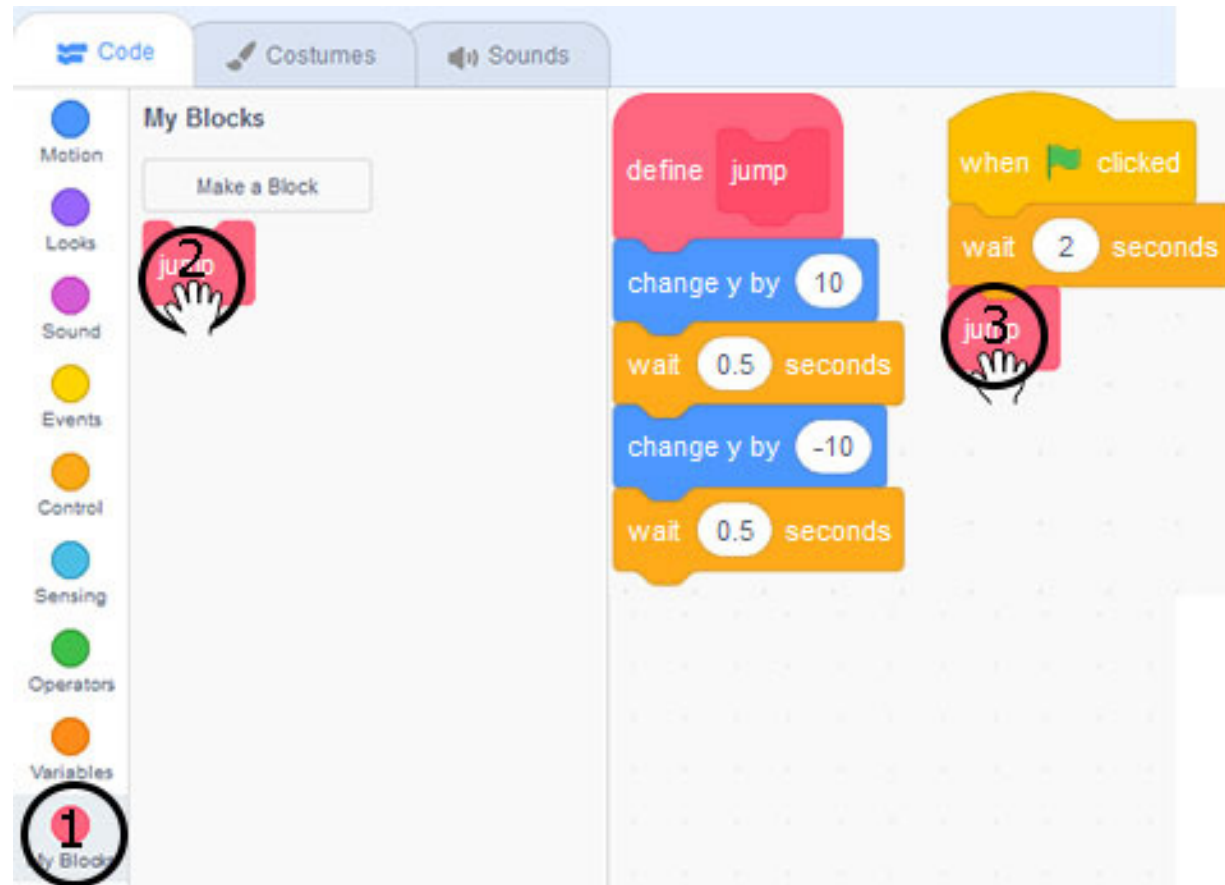 Code
Costumes
Sounds
Motion
Looks
Sound
Events
Control
Sensing
Operators
Variables
1
My Blocks
My Blocks
Make a Block
jump
2
define jump
change y by 10
wait 0.5 seconds
change y by -10
wait 0.5 seconds
when clicked
wait 2 seconds
jump
3